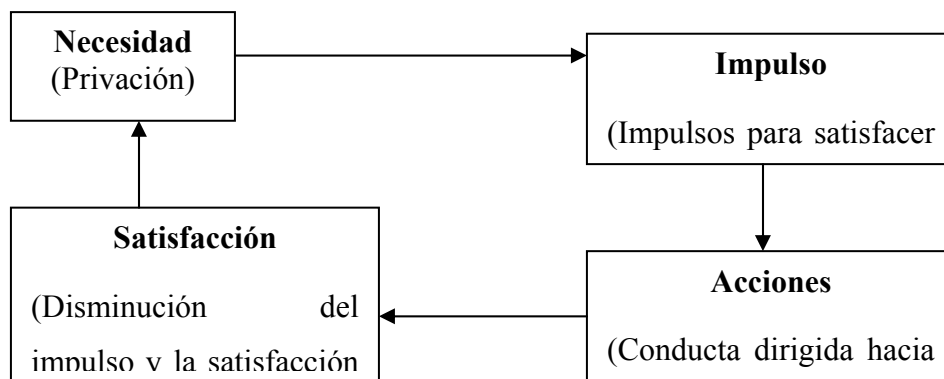 Necesidad
(Privación)
Impulso
(Impulsos para satisfacer
Satisfacción
(Disminución del
impulso y la satisfacción
Acciones
(Conducta dirigida hacia